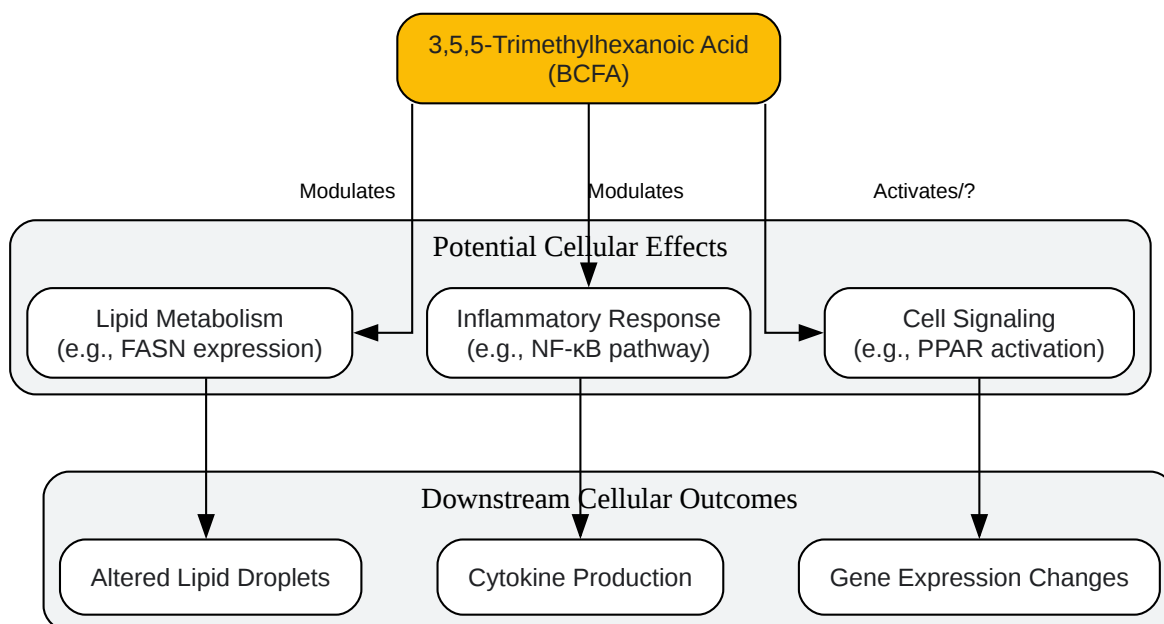 3,5,5-Trimethylhexanoic Acid
(BCFA)
Modulates
Modulates
Activates/?
Potential Cellular Effects
Lipid Metabolism
(e.g., FASN expression)
Inflammatory Response
(e.g., NF-κB pathway)
Cell Signaling
(e.g., PPAR activation)
Downstream Cellular Outcomes
Altered Lipid Droplets
Cytokine Production
Gene Expression Changes